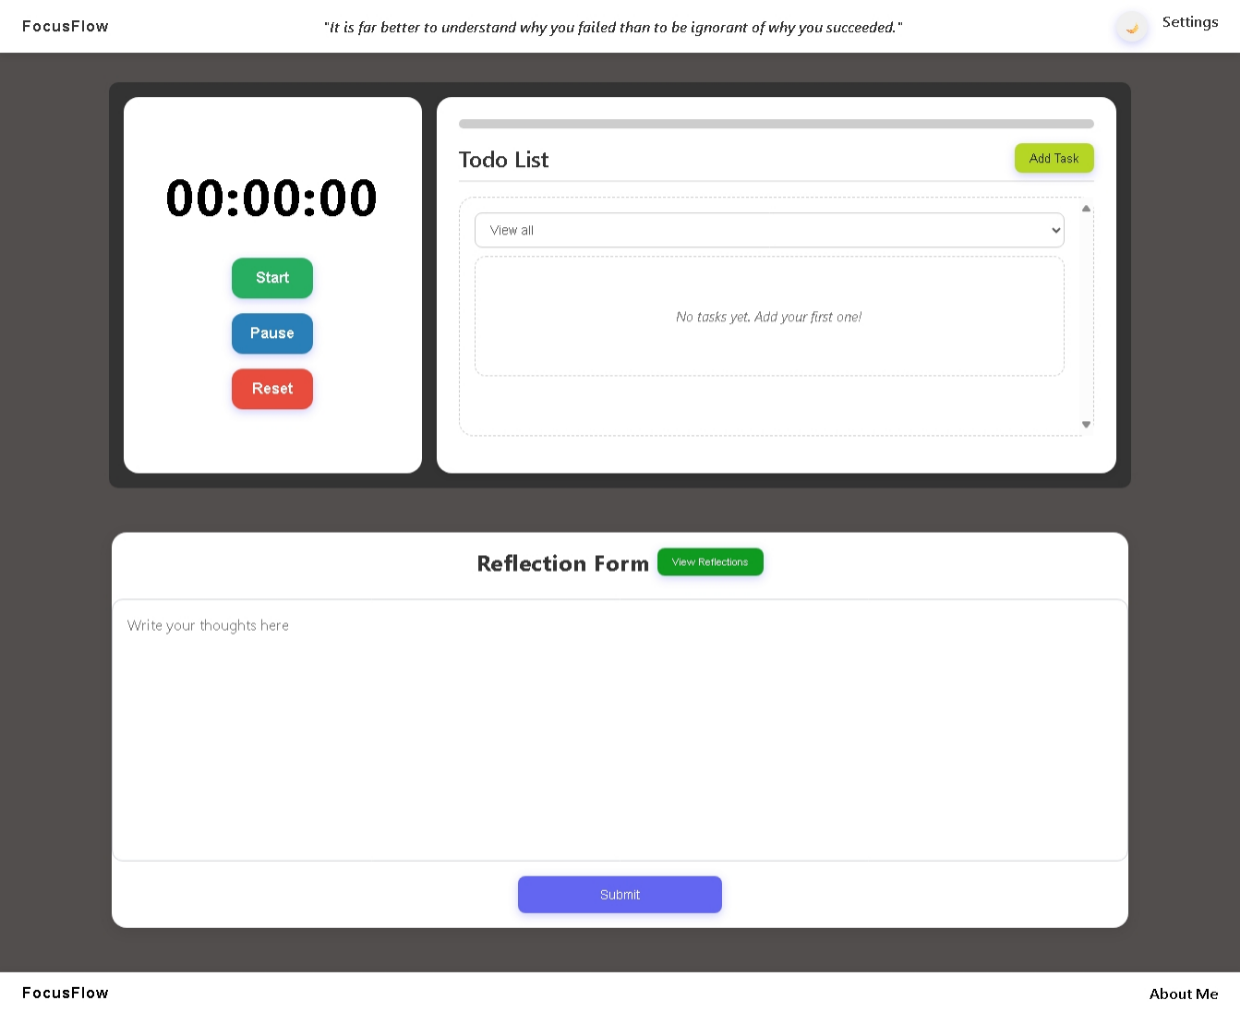 FocusFlow
"It is far better to understand why you failed than to be ignorant of why you succeeded."
Settings
00:00:00
Start
Pause
Reset
Todo List
Add Task
View all
No tasks yet. Add your first one!
Reflection Form
View Reflections
Write your thoughts here
Submit
FocusFlow
About Me